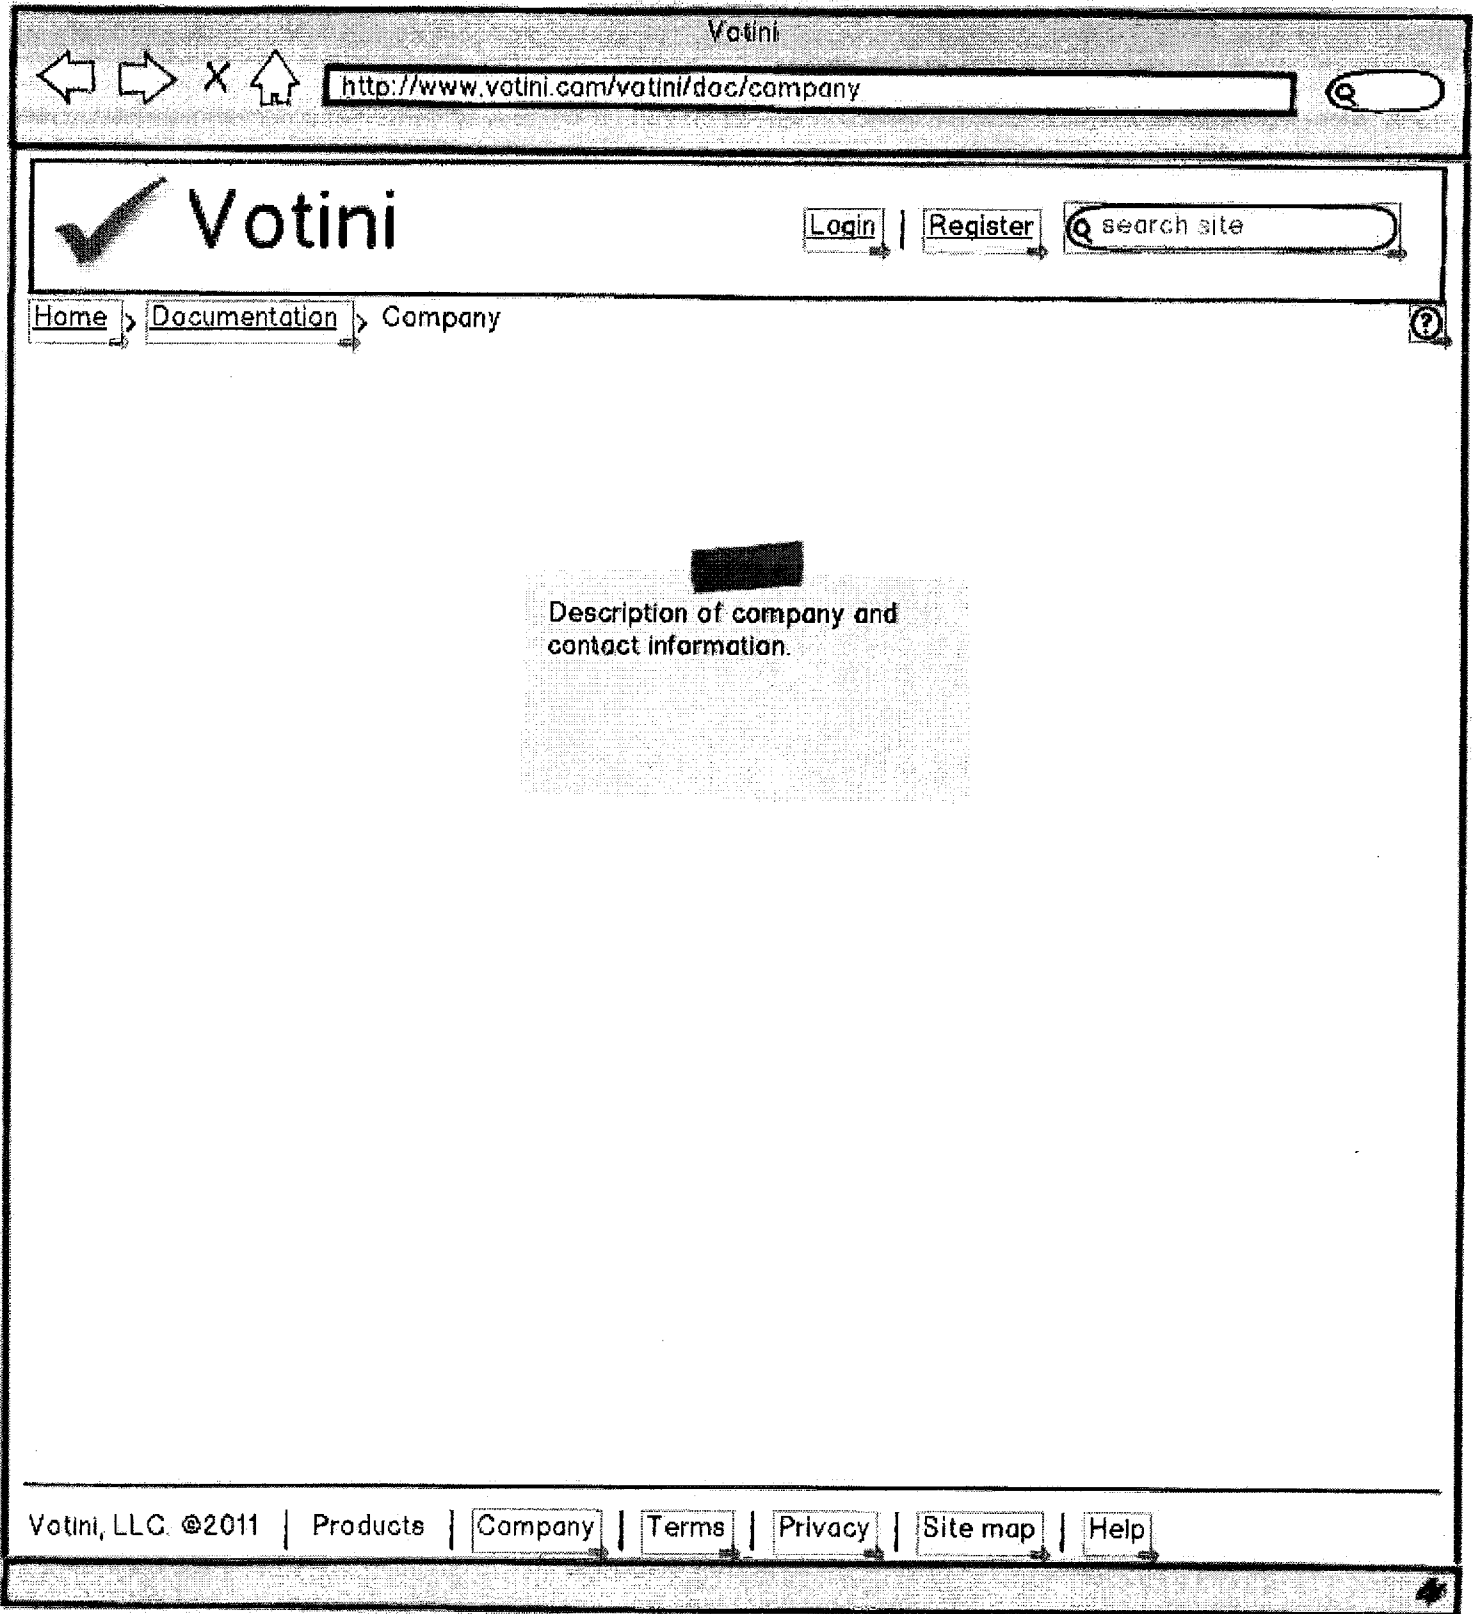 Votini
http://www.votini.com/votini/doc/company
Votini
Login | Register search site
Home > Documentation > Company ?
Description of company and
contact information.
Votini, LLC. @2011 | Products | Company | Terms | Privacy | Site map | Help